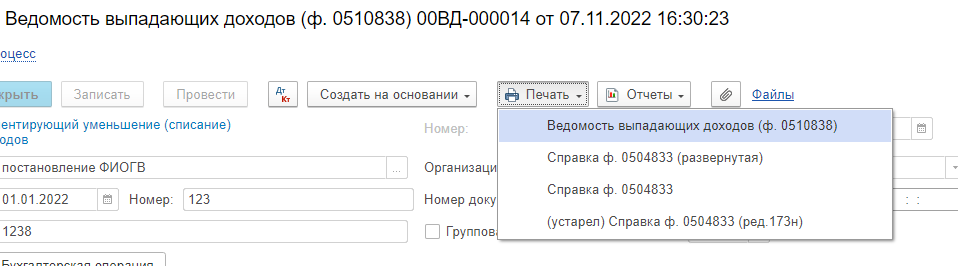 Ведомость выпадающих доходов (ф. 0510838) 00ВД-000014 от 07.11.2022 16:30:23
оцесс
крыть Записать Провести Дт Кт Создать на основании Печать Отчеты Файлы
ентирующий уменьшение (списание)
одов
Номер:
Ведомость выпадающих доходов (ф. 0510838)
постановление ФИОГВ ... Организаци
Справка ф. 0504833 (развернутая)
01.01.2022 Номер: 123 Номер доку
Справка ф. 0504833
: :
1238 Группова
(устарел) Справка ф. 0504833 (ред.173н)
Бухгалтерская операция